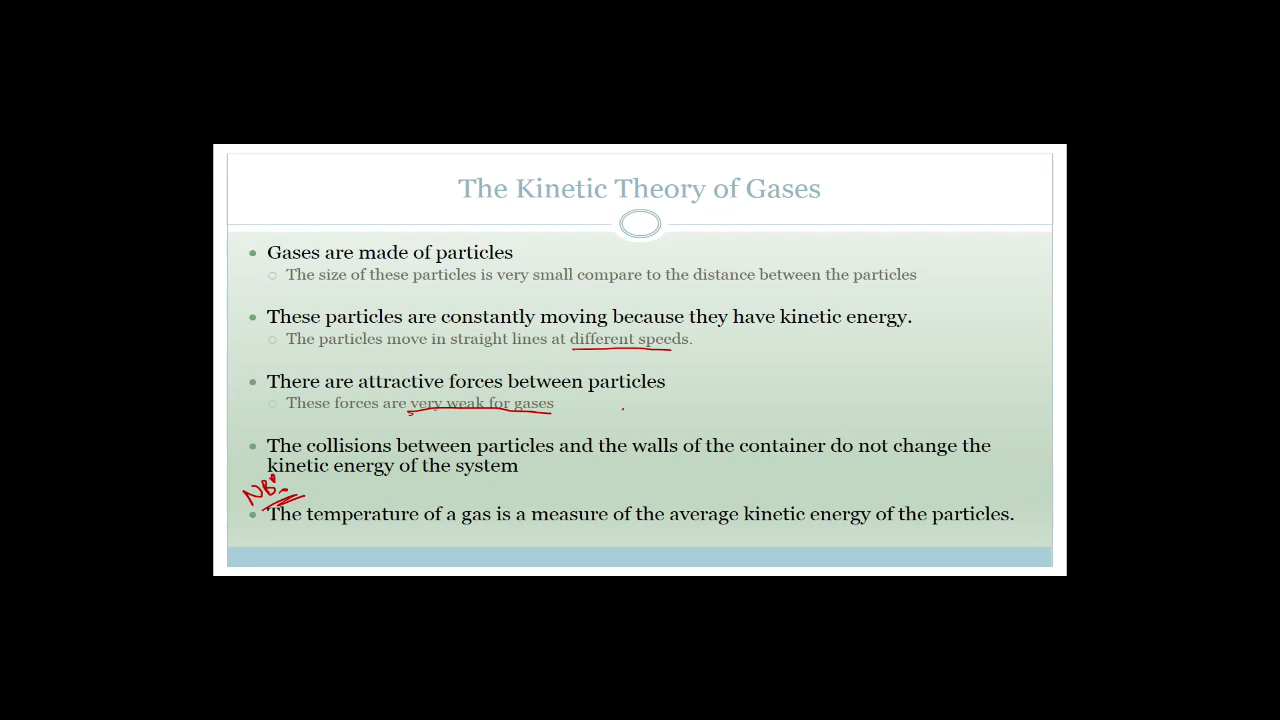 The Kinetic Theory of Gases
Gases are made of particles
The size of these particles is very small compare to the distance between the particles
These particles are constantly moving because they have kinetic energy.
The particles move in straight lines at different speeds.
There are attractive forces between particles
These forces are very weak for gases
The collisions between particles and the walls of the container do not change the
kinetic energy of the system
NB
The temperature of a gas is a measure of the average kinetic energy of the particles.